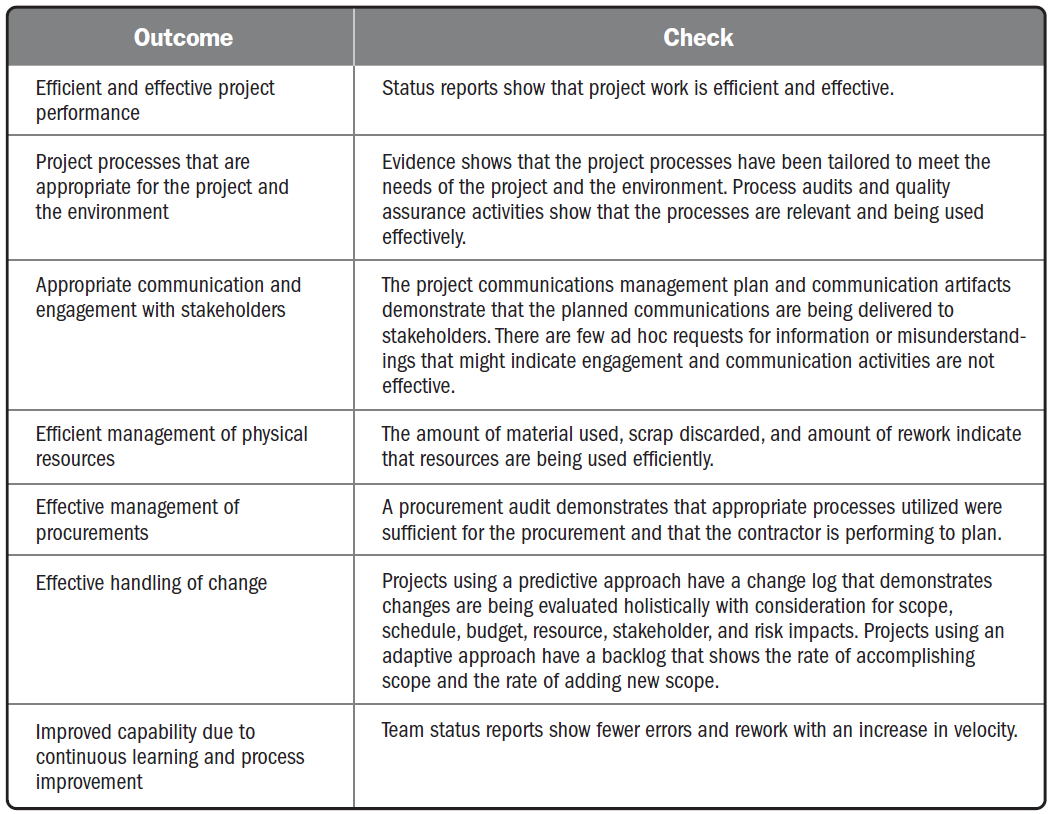 Outcome
Check
Efficient and effective project
performance
Status reports show that project work is efficient and effective.
Project processes that are
appropriate for the project and
the environment
Evidence shows that the project processes have been tailored to meet the
needs of the project and the environment. Process audits and quality
assurance activities show that the processes are relevant and being used
effectively.
Appropriate communication and
engagement with stakeholders
The project communications management plan and communication artifacts
demonstrate that the planned communications are being delivered to
stakeholders. There are few ad hoc requests for information or misunderstand-
ings that might indicate engagement and communication activities are not
effective.
Efficient management of physical
resources
The amount of material used, scrap discarded, and amount of rework indicate
that resources are being used efficiently.
Effective management of
procurements
A procurement audit demonstrates that appropriate processes utilized were
sufficient for the procurement and that the contractor is performing to plan.
Effective handling of change
Projects using a predictive approach have a change log that demonstrates
changes are being evaluated holistically with consideration for scope,
schedule, budget, resource, stakeholder, and risk impacts. Projects using an
adaptive approach have a backlog that shows the rate of accomplishing
scope and the rate of adding new scope.
Improved capability due to
continuous learning and process
improvement
Team status reports show fewer errors and rework with an increase in velocity.